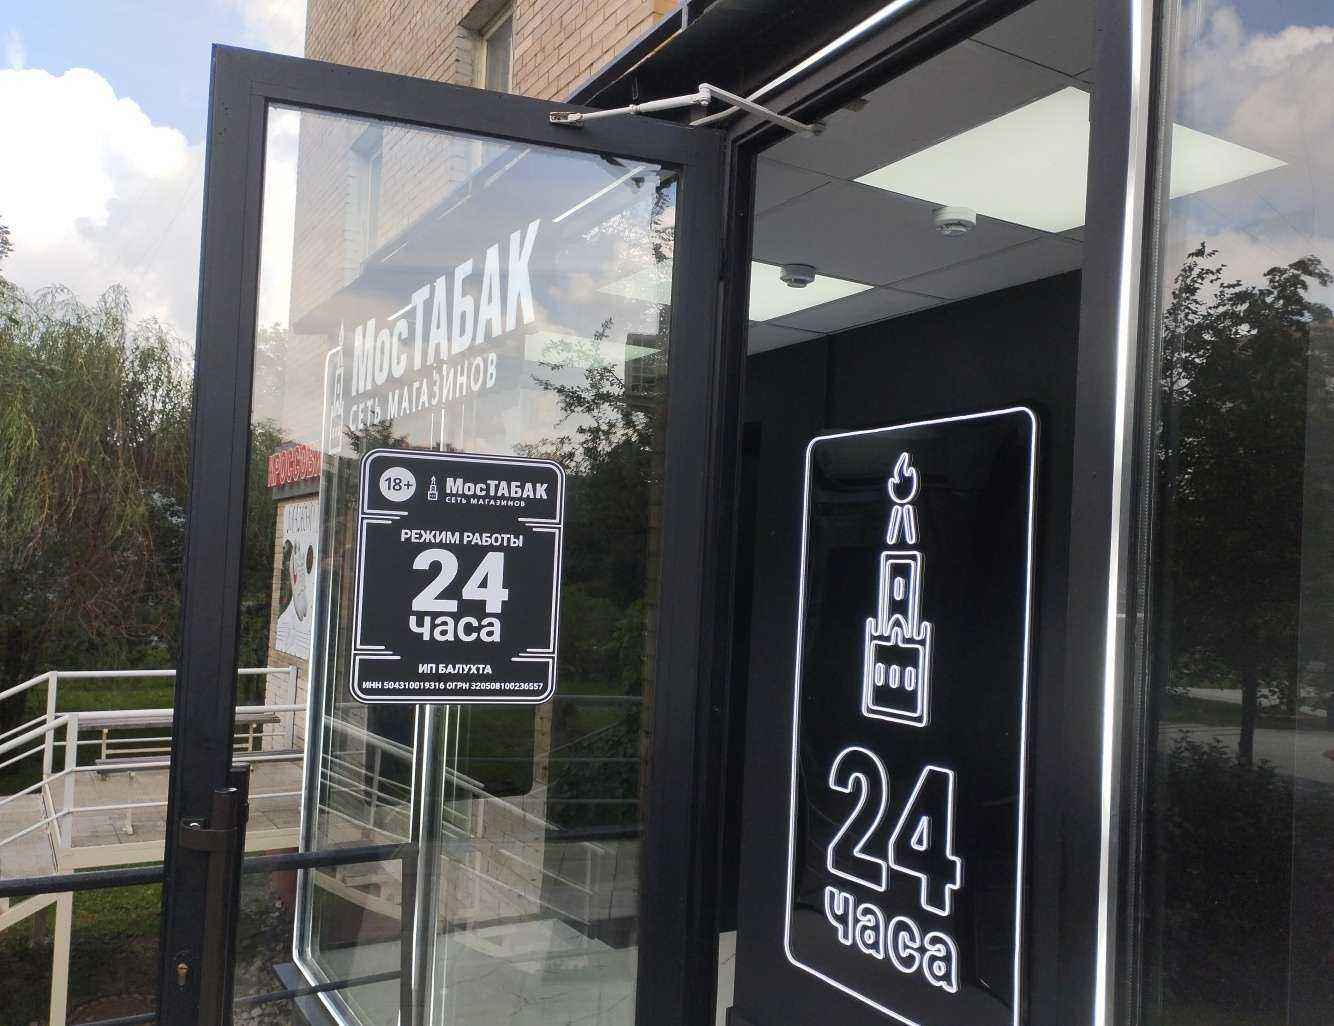 МосТАБАК
СЕТЬ МАГАЗИНОВ
18+
МосТАБАК
СЕТЬ МАГАЗИНОВ
РЕЖИМ РАБОТЫ
24
часа
ИП БАЛУХТА
ИНН 504310019316 ОГРН 320508100236557
24
часа